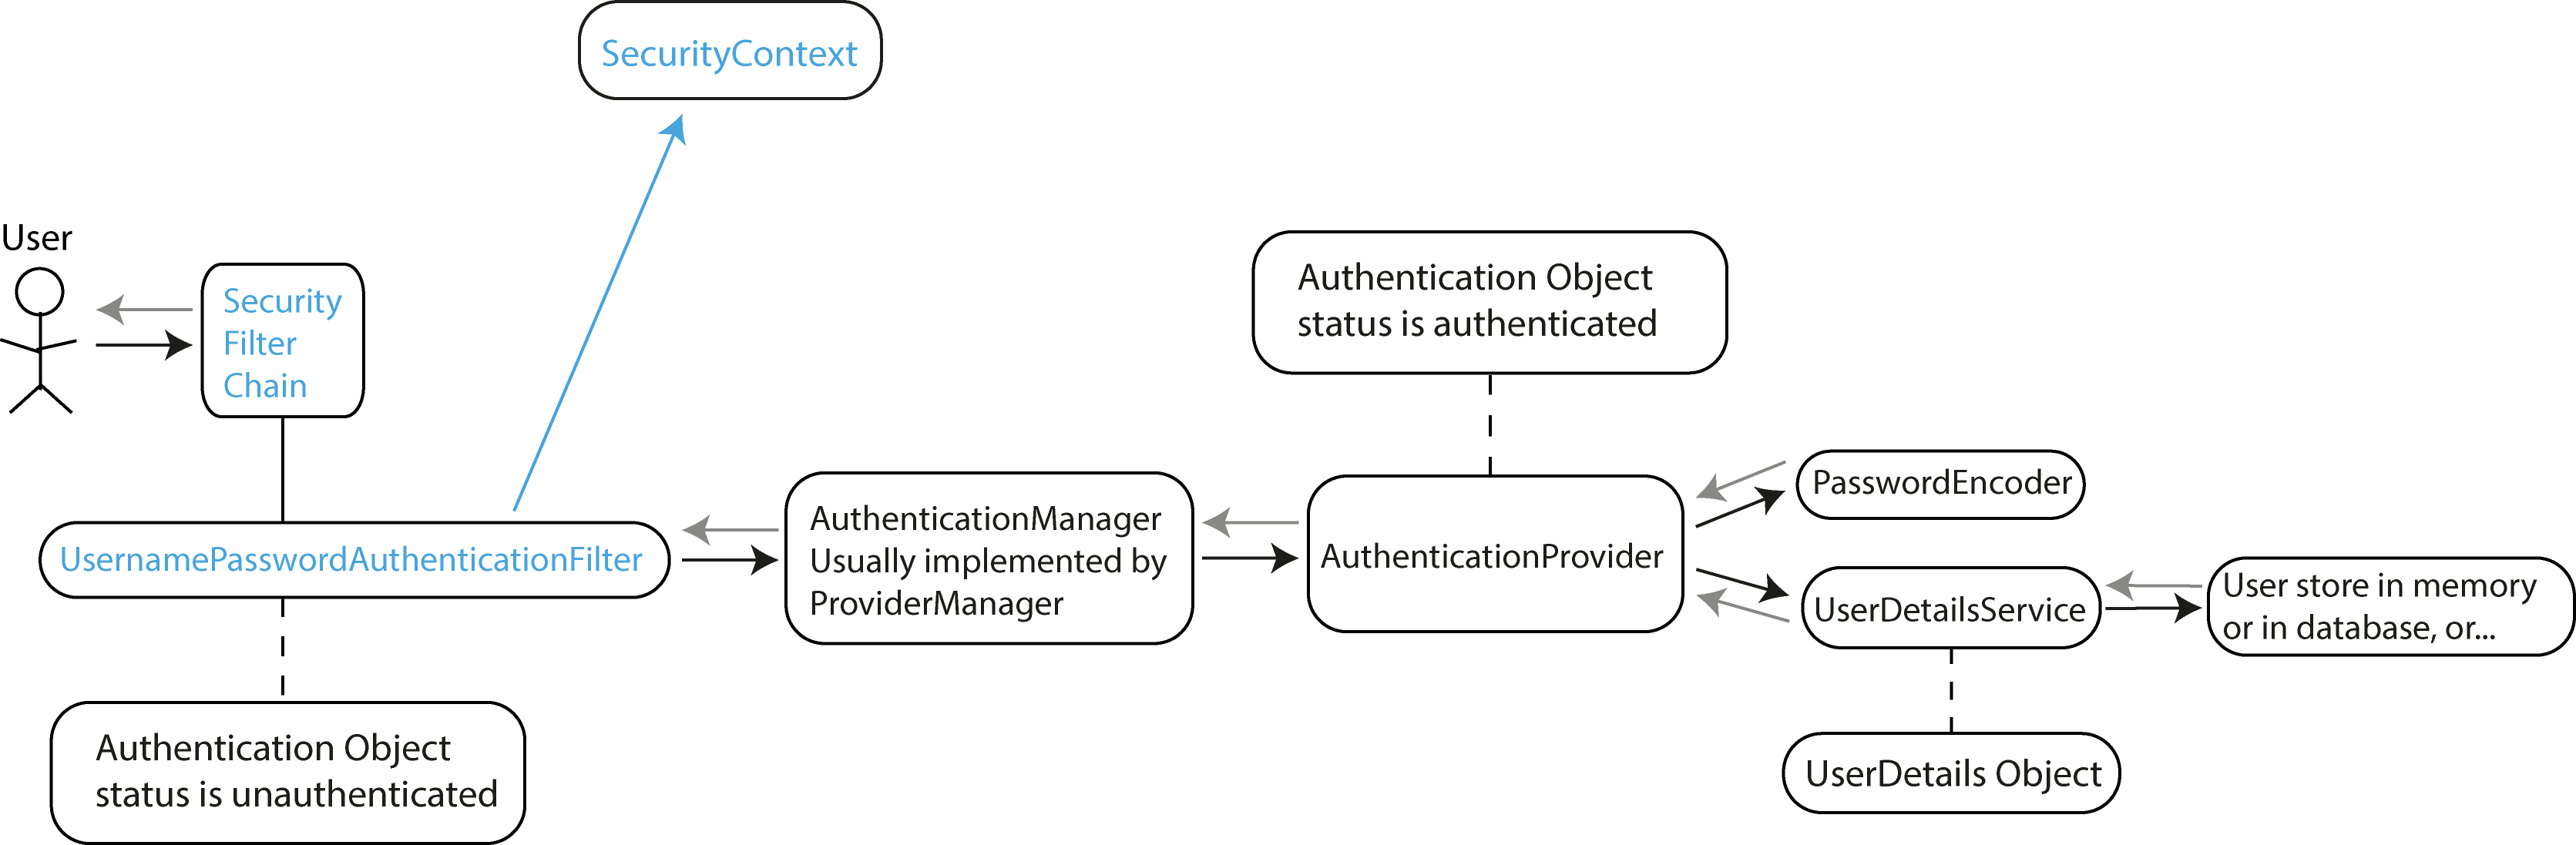 SecurityContext
User
Security
Filter
Chain
Authentication Object
status is authenticated
PasswordEncoder
AuthenticationManager
Usually implemented by
ProviderManager
AuthenticationProvider
UsernamePasswordAuthenticationFilter
User store in memory
or in database, or...
UserDetailsService
Authentication Object
status is unauthenticated
UserDetails Object